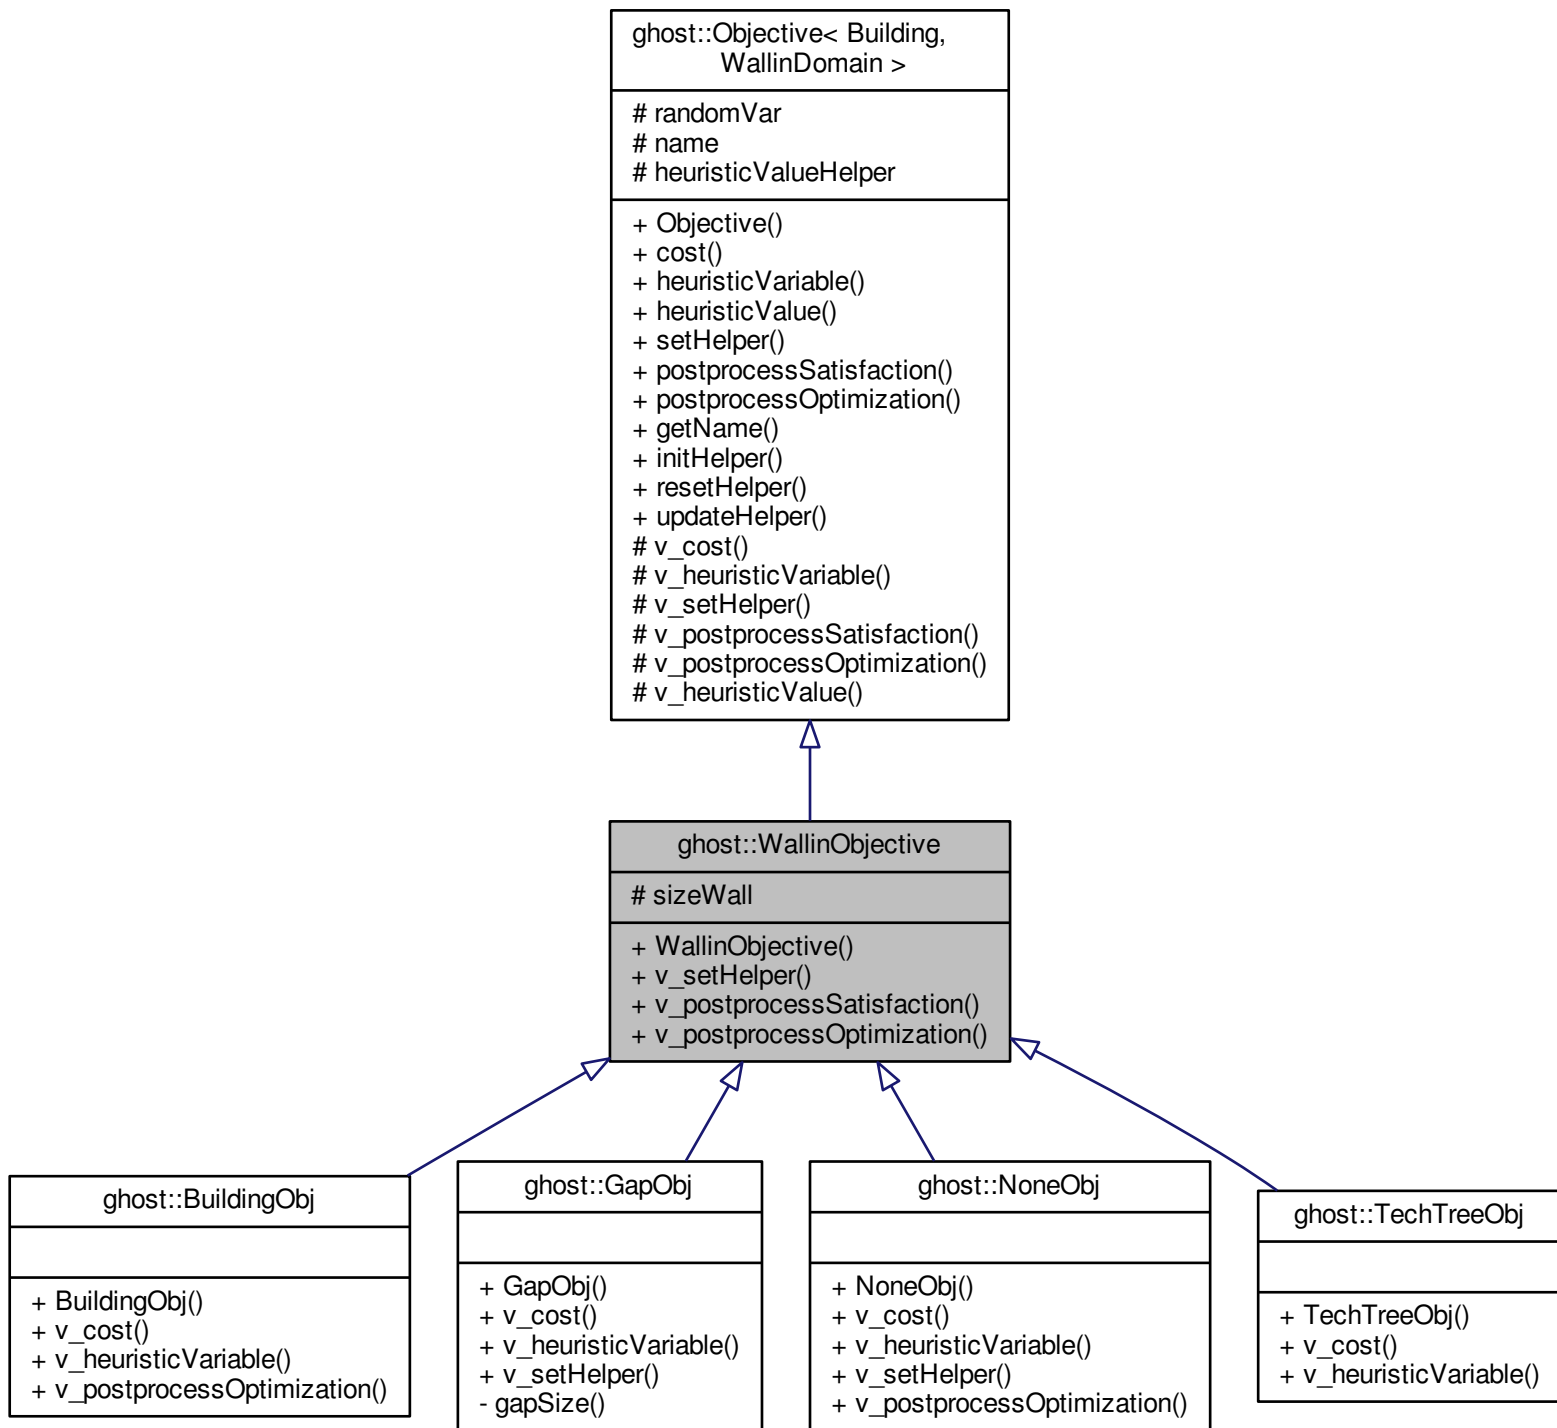 ghost::Objective< Building,
WallinDomain >
# randomVar
# name
# heuristicValueHelper
+ Objective()
+ cost()
+ heuristicVariable()
+ heuristicValue()
+ setHelper()
+ postprocessSatisfaction()
+ postprocessOptimization()
+ getName()
+ initHelper()
+ resetHelper()
+ updateHelper()
# v_cost()
# v_heuristicVariable()
# v_setHelper()
# v_postprocessSatisfaction()
# v_postprocessOptimization()
# v_heuristicValue()
ghost::WallinObjective
# sizeWall
+ WallinObjective()
+ v_setHelper()
+ v_postprocessSatisfaction()
+ v_postprocessOptimization()
ghost::BuildingObj
+ BuildingObj()
+ v_cost()
+ v_heuristicVariable()
+ v_postprocessOptimization()
ghost::GapObj
+ GapObj()
+ v_cost()
+ v_heuristicVariable()
+ v_setHelper()
- gapSize()
ghost::NoneObj
+ NoneObj()
+ v_cost()
+ v_heuristicVariable()
+ v_setHelper()
+ v_postprocessOptimization()
ghost::TechTreeObj
+ TechTreeObj()
+ v_cost()
+ v_heuristicVariable()